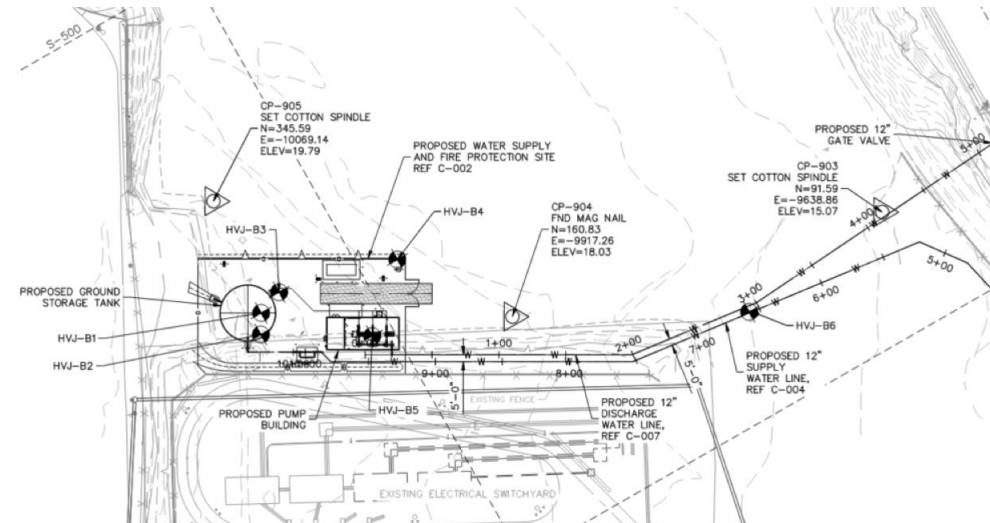 S-500
CP-905
SET COTTON SPINDLE
N=345.59
E=-10069.14
ELEV=19.79
PROPOSED WATER SUPPLY
AND FIRE PROTECTION SITE
REF C-002
PROPOSED 12"
GATE VALVE
CP-903
SET COTTON SPINDLE
N=91.59
E=-9638.86
ELEV=15.07
CP-904
FND MAG NAIL
N=160.83
E=-9917.26
ELEV=18.03
HVJ-B4
HVJ-B3
PROPOSED GROUND
STORAGE TANK
HVJ-B1
HVJ-B2
PROPOSED PUMP
BUILDING
HVJ-B5
HVJ-B6
1+00
2+00
3+00
4+00
5+00
5+00
6+00
7+00
8+00
9+00
5'-0"
5'-0"
W
W
W
W
W
W
W
W
PROPOSED 12"
SUPPLY
WATER LINE,
REF C-004
PROPOSED 12"
DISCHARGE
WATER LINE,
REF C-007
EXISTING FENCE
EXISTING ELECTRICAL SWITCHYARD